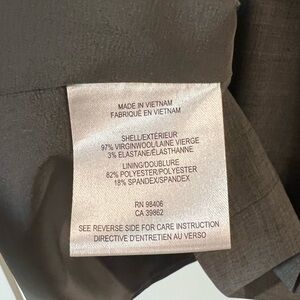 MADE IN VIETNAM
FABRIQUÉ EN VIETNAM
SHELL/EXTÉRIEUR
97% VIRGINWOOL/LAINE VIERGE
3% ELASTANE/ÉLASTHANNE
LINING/DOUBLURE
82% POLYESTER/POLYESTER
18% SPANDEX/SPANDEX
RN 98406
CA 39862
SEE REVERSE SIDE FOR CARE INSTRUCTION
DIRECTIVE D'ENTRETIEN AU VERSO